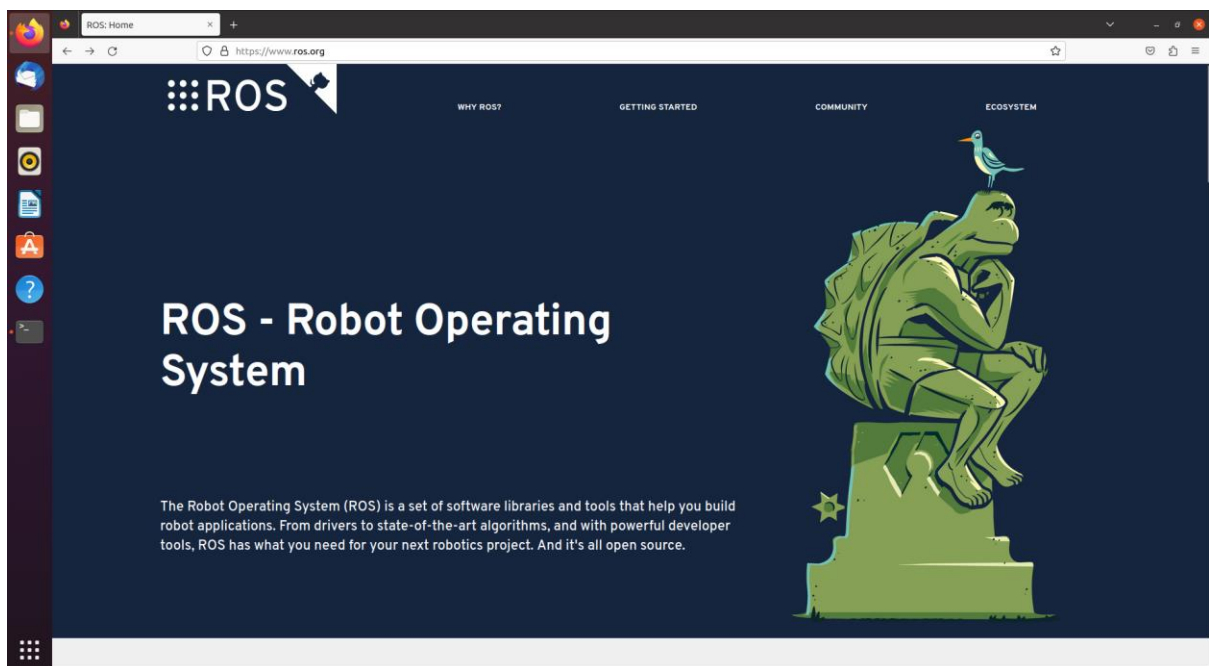 ROS: Home
https://www.ros.org
ROS
WHY ROS?
GETTING STARTED
COMMUNITY
ECOSYSTEM
ROS - Robot Operating
System
The Robot Operating System (ROS) is a set of software libraries and tools that help you build
robot applications. From drivers to state-of-the-art algorithms, and with powerful developer
tools, ROS has what you need for your next robotics project. And it's all open source.